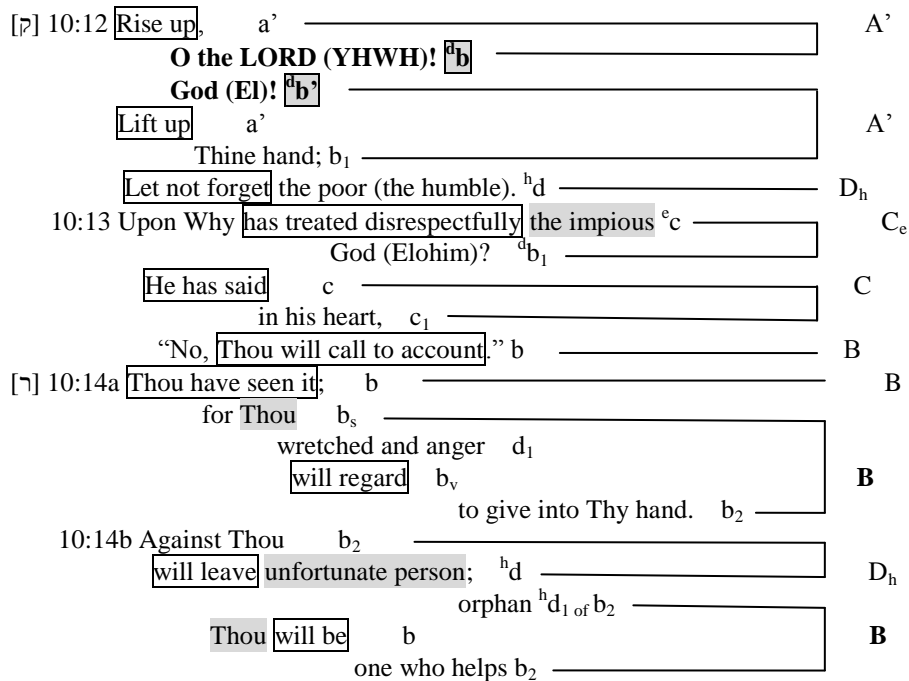 [ק] 10:12 Rise up, a’ A’
O the LORD (YHWH)! ᵈb
God (El)! ᵈb’
Lift up a’ A’
Thine hand; b₁
Let not forget the poor (the humble). ʰd Dₕ
10:13 Upon Why has treated disrespectfully the impious ᵉc Cₑ
God (Elohim)? ᵈb₁
He has said c C
in his heart, c₁
“No, Thou will call to account.” b B
[ר] 10:14a Thou have seen it; b B
for Thou bₛ
wretched and anger d₁
will regard bᵥ B
to give into Thy hand. b₂
10:14b Against Thou b₂
will leave unfortunate person; ʰd Dₕ
orphan ʰd₁ of b₂
Thou will be b B
one who helps b₂